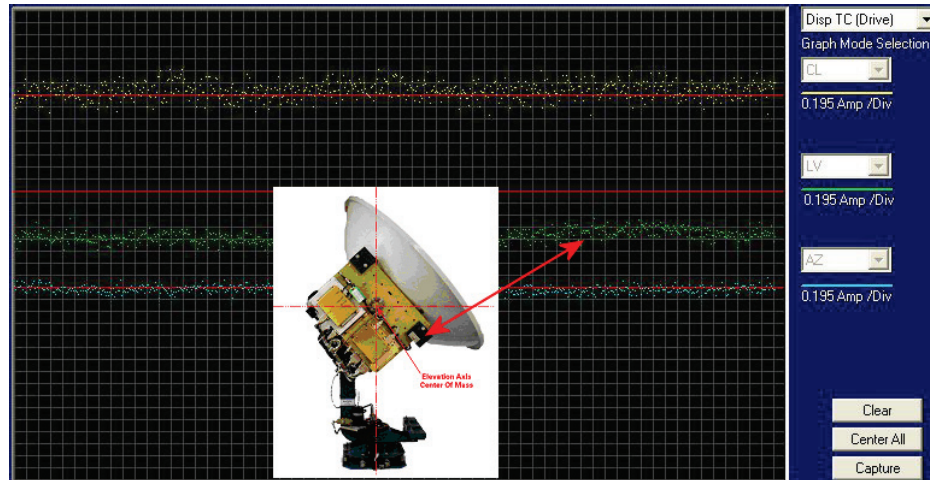 Disp TC (Drive)
Graph Mode Selection
CL
0.195 Amp /Div
LV
0.195 Amp /Div
AZ
0.195 Amp /Div
Elevation Axis
Center Of Mass
Clear
Center All
Capture